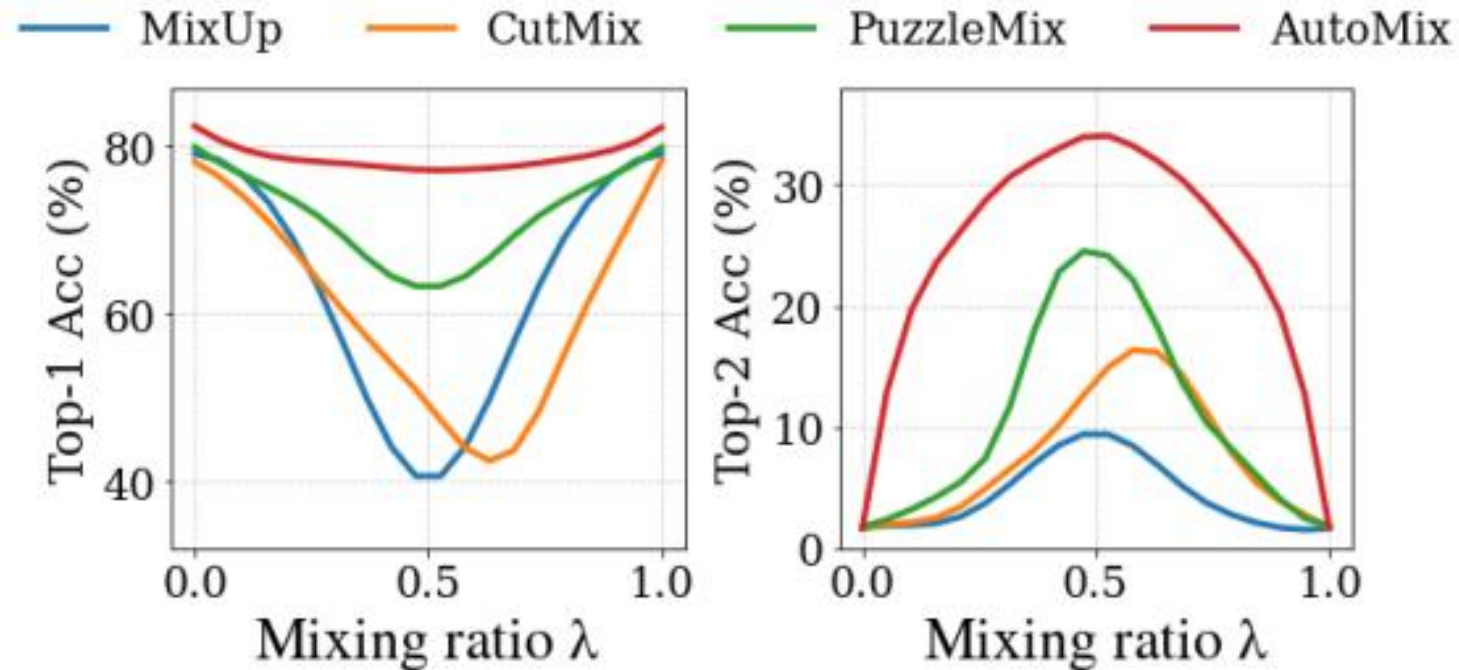 MixUp CutMix PuzzleMix AutoMix
Top-1 Acc (%)
80
60
40
0.0 0.5 1.0
Mixing ratio λ
Top-2 Acc (%)
30
20
10
0
0.0 0.5 1.0
Mixing ratio λ